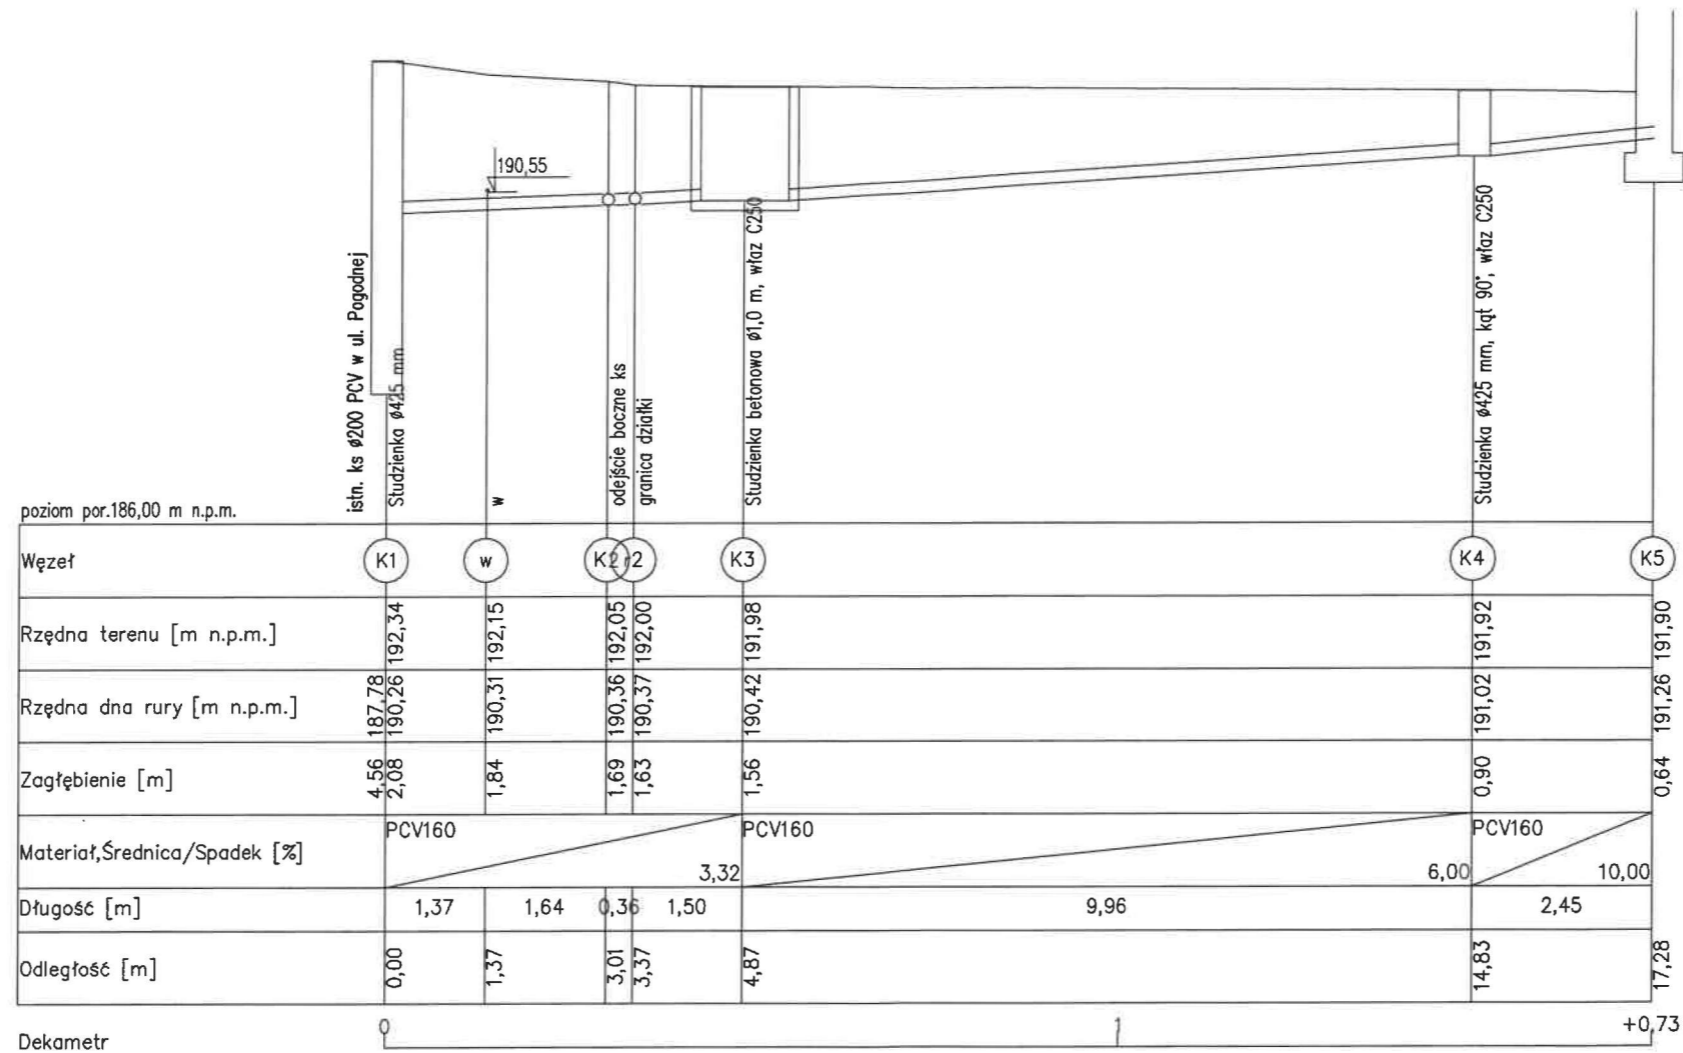 190,55
istn. ks ø200 PCV w ul. Pogodnej
Studzienka ø425 mm
w
odejście boczne ks
granica działki
Studzienka betonowa ø1,0 m, właz C250
Studzienka ø425 mm, kąt 90°, właz C250
poziom por.186,00 m n.p.m.
Węzeł K1 w K2 r2 K3 K4 K5
Rzędna terenu [m n.p.m.] 192,34 192,15 192,05 192,00 191,98 191,92 191,90
Rzędna dna rury [m n.p.m.] 187,78 190,26 190,31 190,36 190,37 190,42 191,02 191,26
Zagłębienie [m] 4,56 2,08 1,84 1,69 1,63 1,56 0,90 0,64
PCV160 PCV160 PCV160
Materiał,Średnica/Spadek [%]
3,32 6,00 10,00
Długość [m] 1,37 1,64 0,36 1,50 9,96 2,45
Odległość [m] 0,00 1,37 3,01 3,37 4,87 14,83 17,28
Dekametr 0 1 +0,73